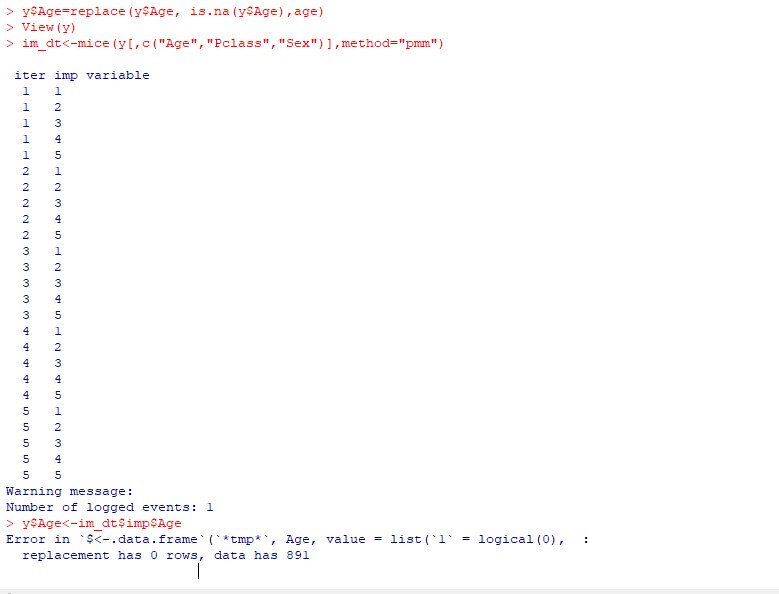 > y$Age=replace(y$Age, is.na(y$Age),age)
> View(y)
> im_dt<-mice(y[,c("Age","Pclass","Sex")],method="pmm")
iter imp variable
1 1
1 2
1 3
1 4
1 5
2 1
2 2
2 3
2 4
2 5
3 1
3 2
3 3
3 4
3 5
4 1
4 2
4 3
4 4
4 5
5 1
5 2
5 3
5 4
5 5
Warning message:
Number of logged events: 1
> y$Age<-im_dt$imp$Age
Error in `$<-.data.frame`(`*tmp*`, Age, value = list(`1` = logical(0), :
replacement has 0 rows, data has 891